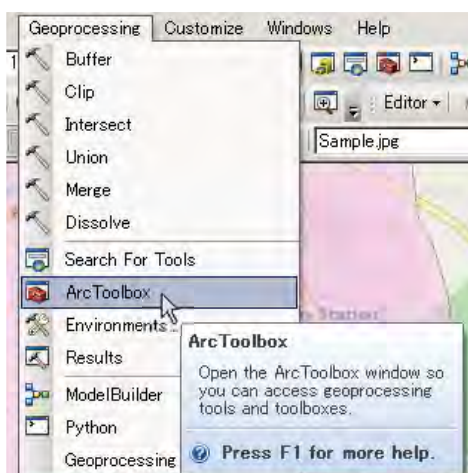 Geoprocessing Customize Windows Help
Buffer
Clip
Intersect
Editor
Union
Sample.jpg
Merge
Dissolve
Search For Tools
ArcToolbox
Environments...
Results
ModelBuilder
Python
Geoprocessing
ArcToolbox
Open the ArcToolbox window so
you can access geoprocessing
tools and toolboxes.
Press F1 for more help.